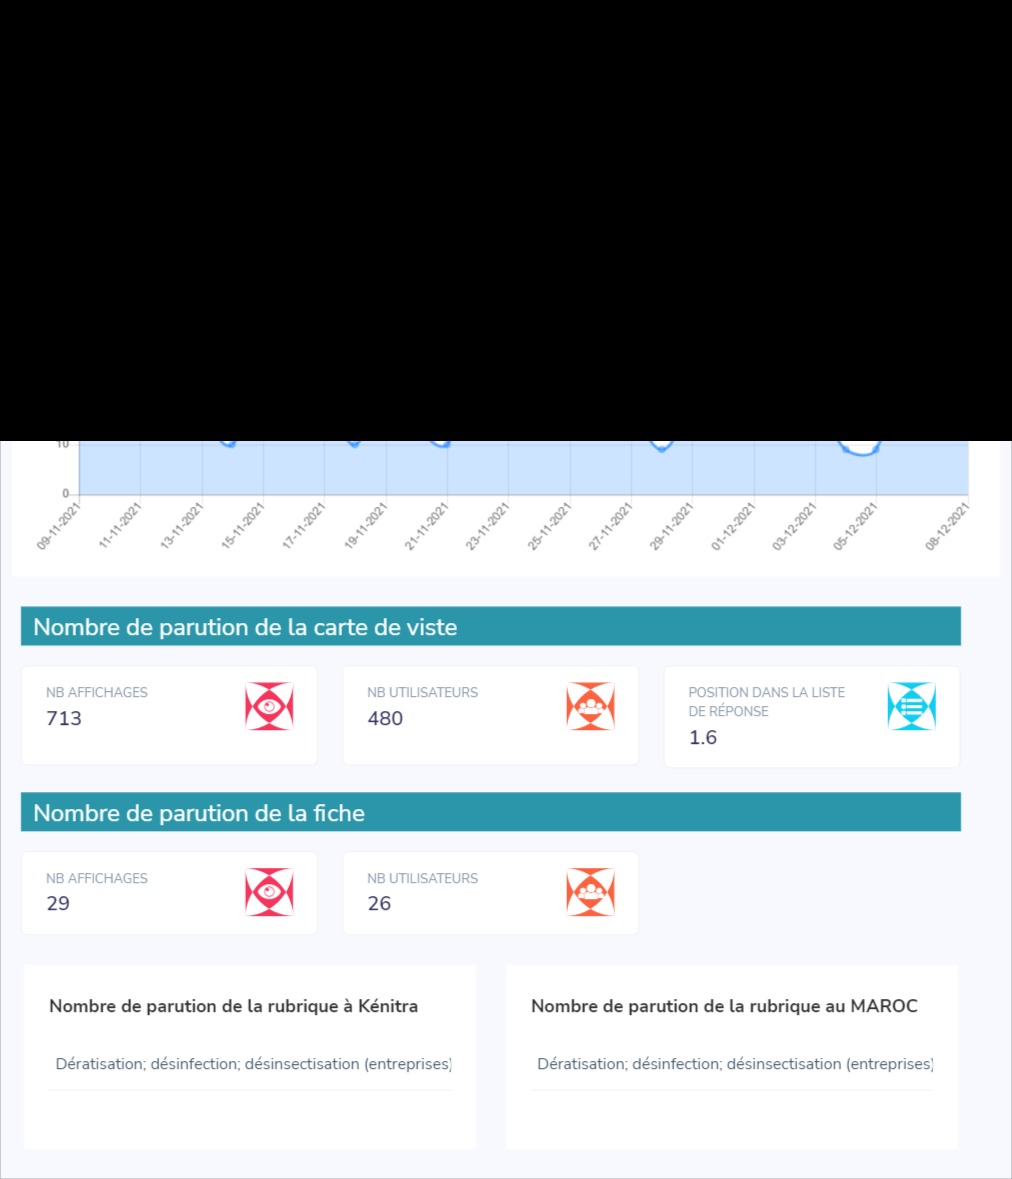 10
0
09-11-2021 11-11-2021 13-11-2021 15-11-2021 17-11-2021 19-11-2021 21-11-2021 23-11-2021 25-11-2021 27-11-2021 29-11-2021 01-12-2021 03-12-2021 05-12-2021 08-12-2021
Nombre de parution de la carte de viste
NB AFFICHAGES
713
NB UTILISATEURS
480
POSITION DANS LA LISTE
DE RÉPONSE
1.6
Nombre de parution de la fiche
NB AFFICHAGES
29
NB UTILISATEURS
26
Nombre de parution de la rubrique à Kénitra
Dératisation; désinfection; désinsectisation (entreprises)
Nombre de parution de la rubrique au MAROC
Dératisation; désinfection; désinsectisation (entreprises)